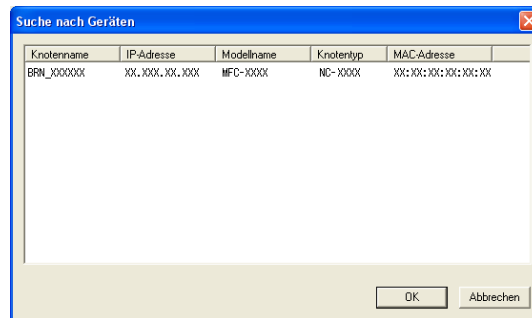 Suche nach Geräten
Knotenname IP-Adresse Modellname Knotentyp MAC-Adresse
BRN_XXXXXX XX.XXX.XX.XXX MFC-XXXX NC-XXXX XX:XX:XX:XX:XX:XX
OK Abbrechen